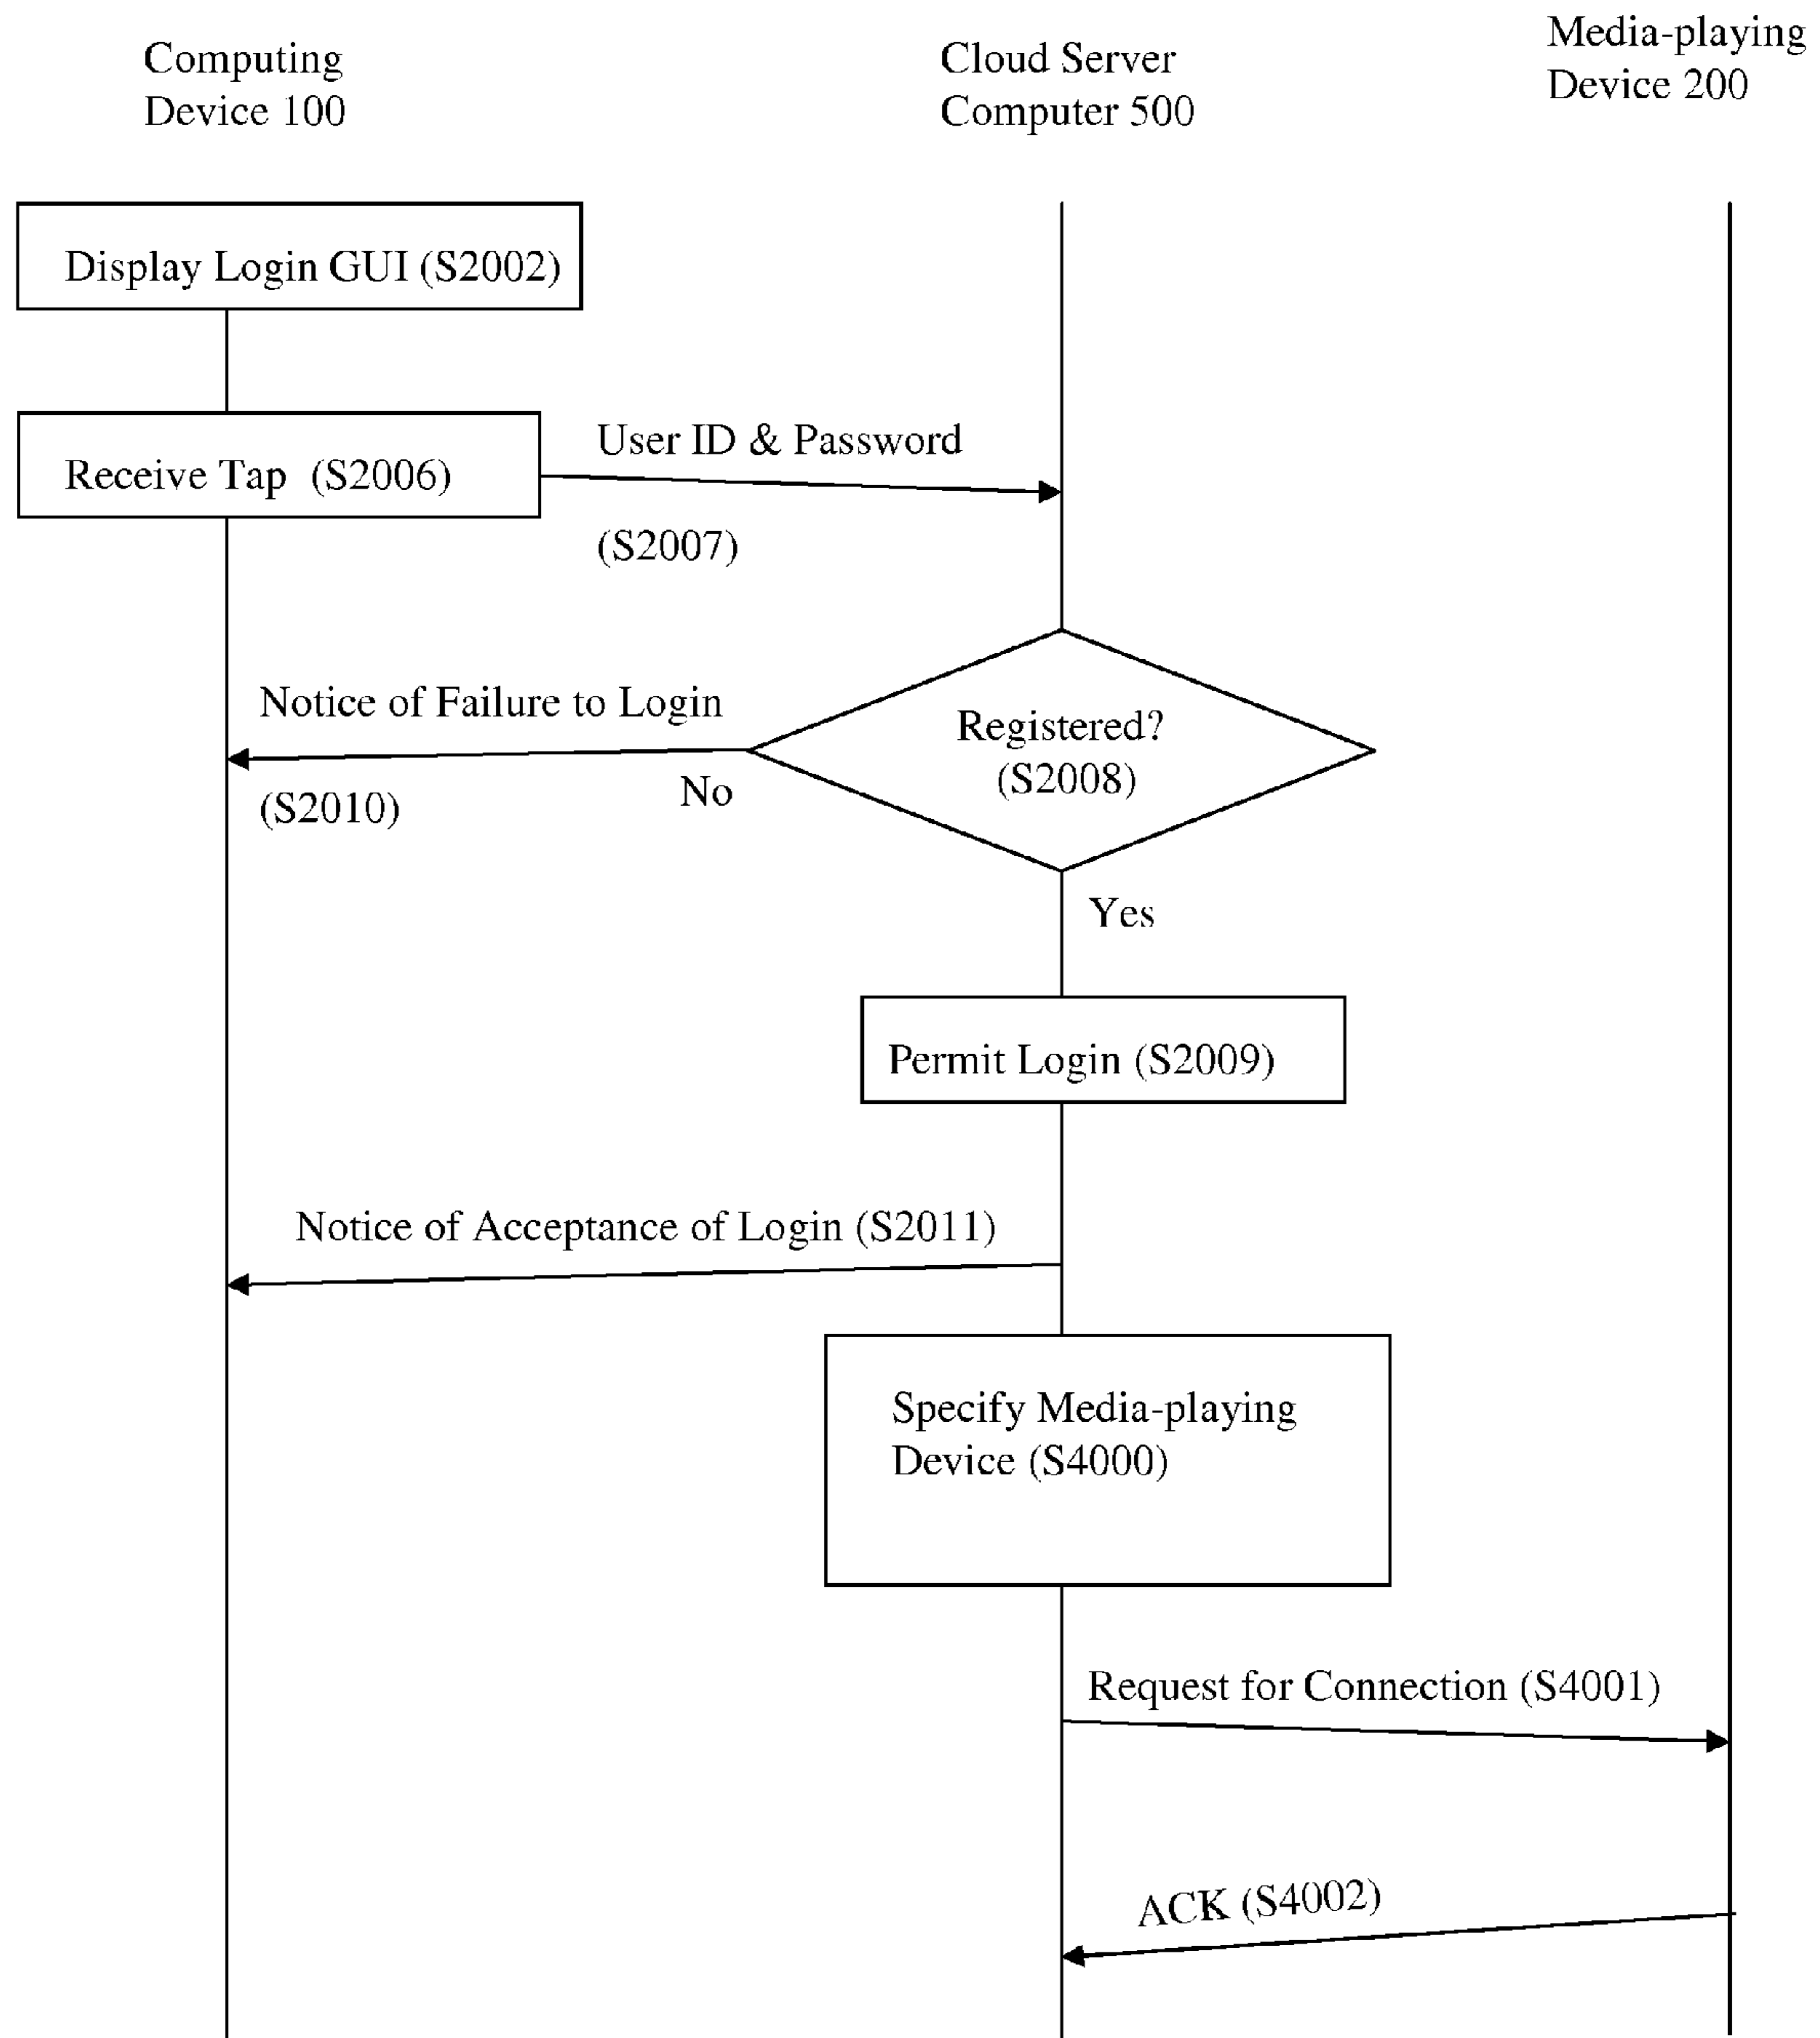 Computing
Device 100
Cloud Server
Computer 500
Media-playing
Device 200
Display Login GUI (S2002)
Receive Tap (S2006)
User ID & Password
(S2007)
Notice of Failure to Login
(S2010)
No
Registered?
(S2008)
Yes
Permit Login (S2009)
Notice of Acceptance of Login (S2011)
Specify Media-playing
Device (S4000)
Request for Connection (S4001)
ACK (S4002)